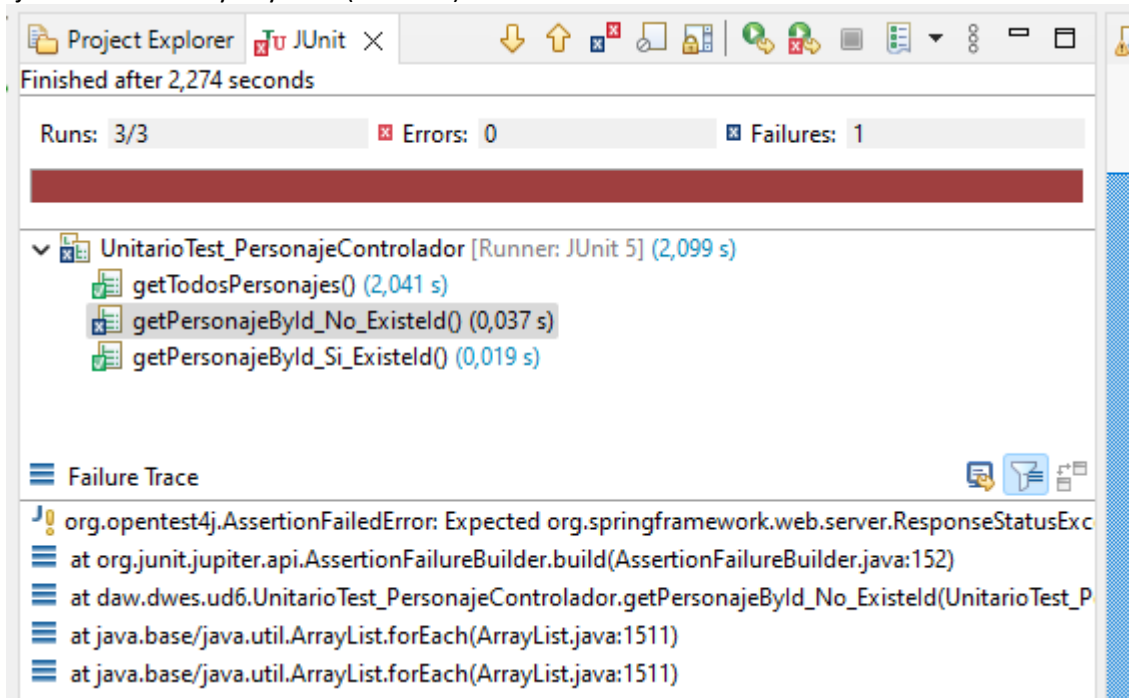 Project Explorer JUnit
Finished after 2,274 seconds
Runs: 3/3 Errors: 0 Failures: 1
UnitarioTest_PersonajeControlador [Runner: JUnit 5] (2,099 s)
getTodosPersonajes() (2,041 s)
getPersonajeById_No_ExisteId() (0,037 s)
getPersonajeById_Si_ExisteId() (0,019 s)
Failure Trace
org.opentest4j.AssertionFailedError: Expected org.springframework.web.server.ResponseStatusExc
at org.junit.jupiter.api.AssertionFailureBuilder.build(AssertionFailureBuilder.java:152)
at daw.dwes.ud6.UnitarioTest_PersonajeControlador.getPersonajeById_No_ExisteId(UnitarioTest_P
at java.base/java.util.ArrayList.forEach(ArrayList.java:1511)
at java.base/java.util.ArrayList.forEach(ArrayList.java:1511)